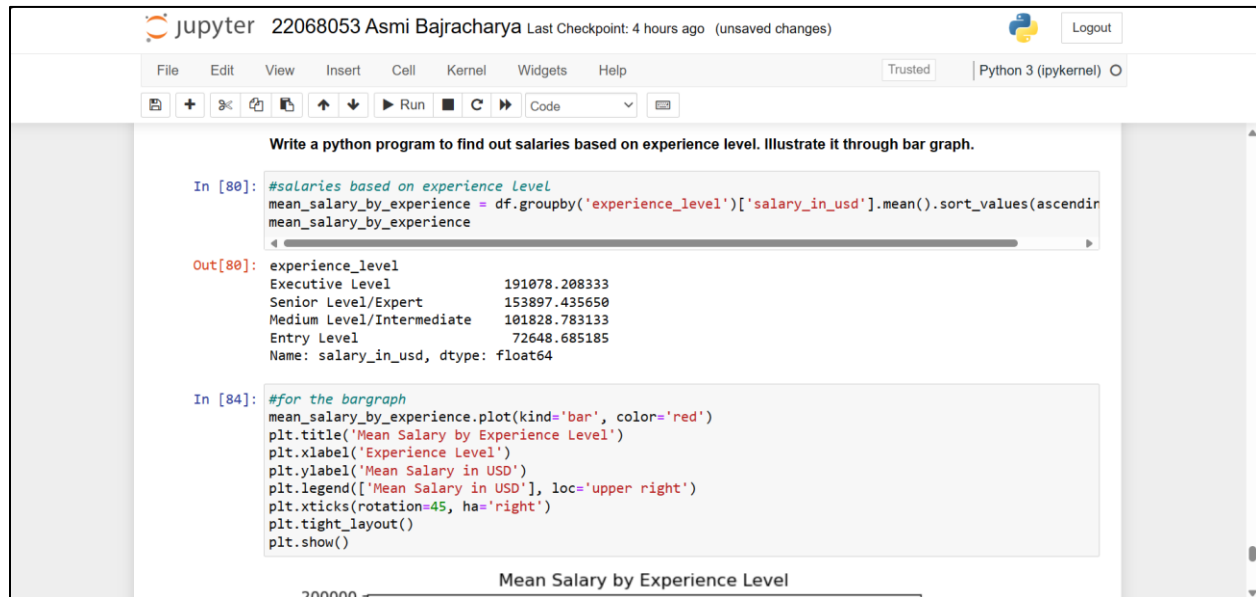 jupyter 22068053 Asmi Bajracharya Last Checkpoint: 4 hours ago (unsaved changes) Logout
File Edit View Insert Cell Kernel Widgets Help Trusted Python 3 (ipykernel)
Run Code
Write a python program to find out salaries based on experience level. Illustrate it through bar graph.
In [80]: #salaries based on experience level
mean_salary_by_experience = df.groupby('experience_level')['salary_in_usd'].mean().sort_values(ascendin
mean_salary_by_experience
Out[80]: experience_level
Executive Level 191078.208333
Senior Level/Expert 153897.435650
Medium Level/Intermediate 101828.783133
Entry Level 72648.685185
Name: salary_in_usd, dtype: float64
In [84]: #for the bargraph
mean_salary_by_experience.plot(kind='bar', color='red')
plt.title('Mean Salary by Experience Level')
plt.xlabel('Experience Level')
plt.ylabel('Mean Salary in USD')
plt.legend(['Mean Salary in USD'], loc='upper right')
plt.xticks(rotation=45, ha='right')
plt.tight_layout()
plt.show()
Mean Salary by Experience Level
200000